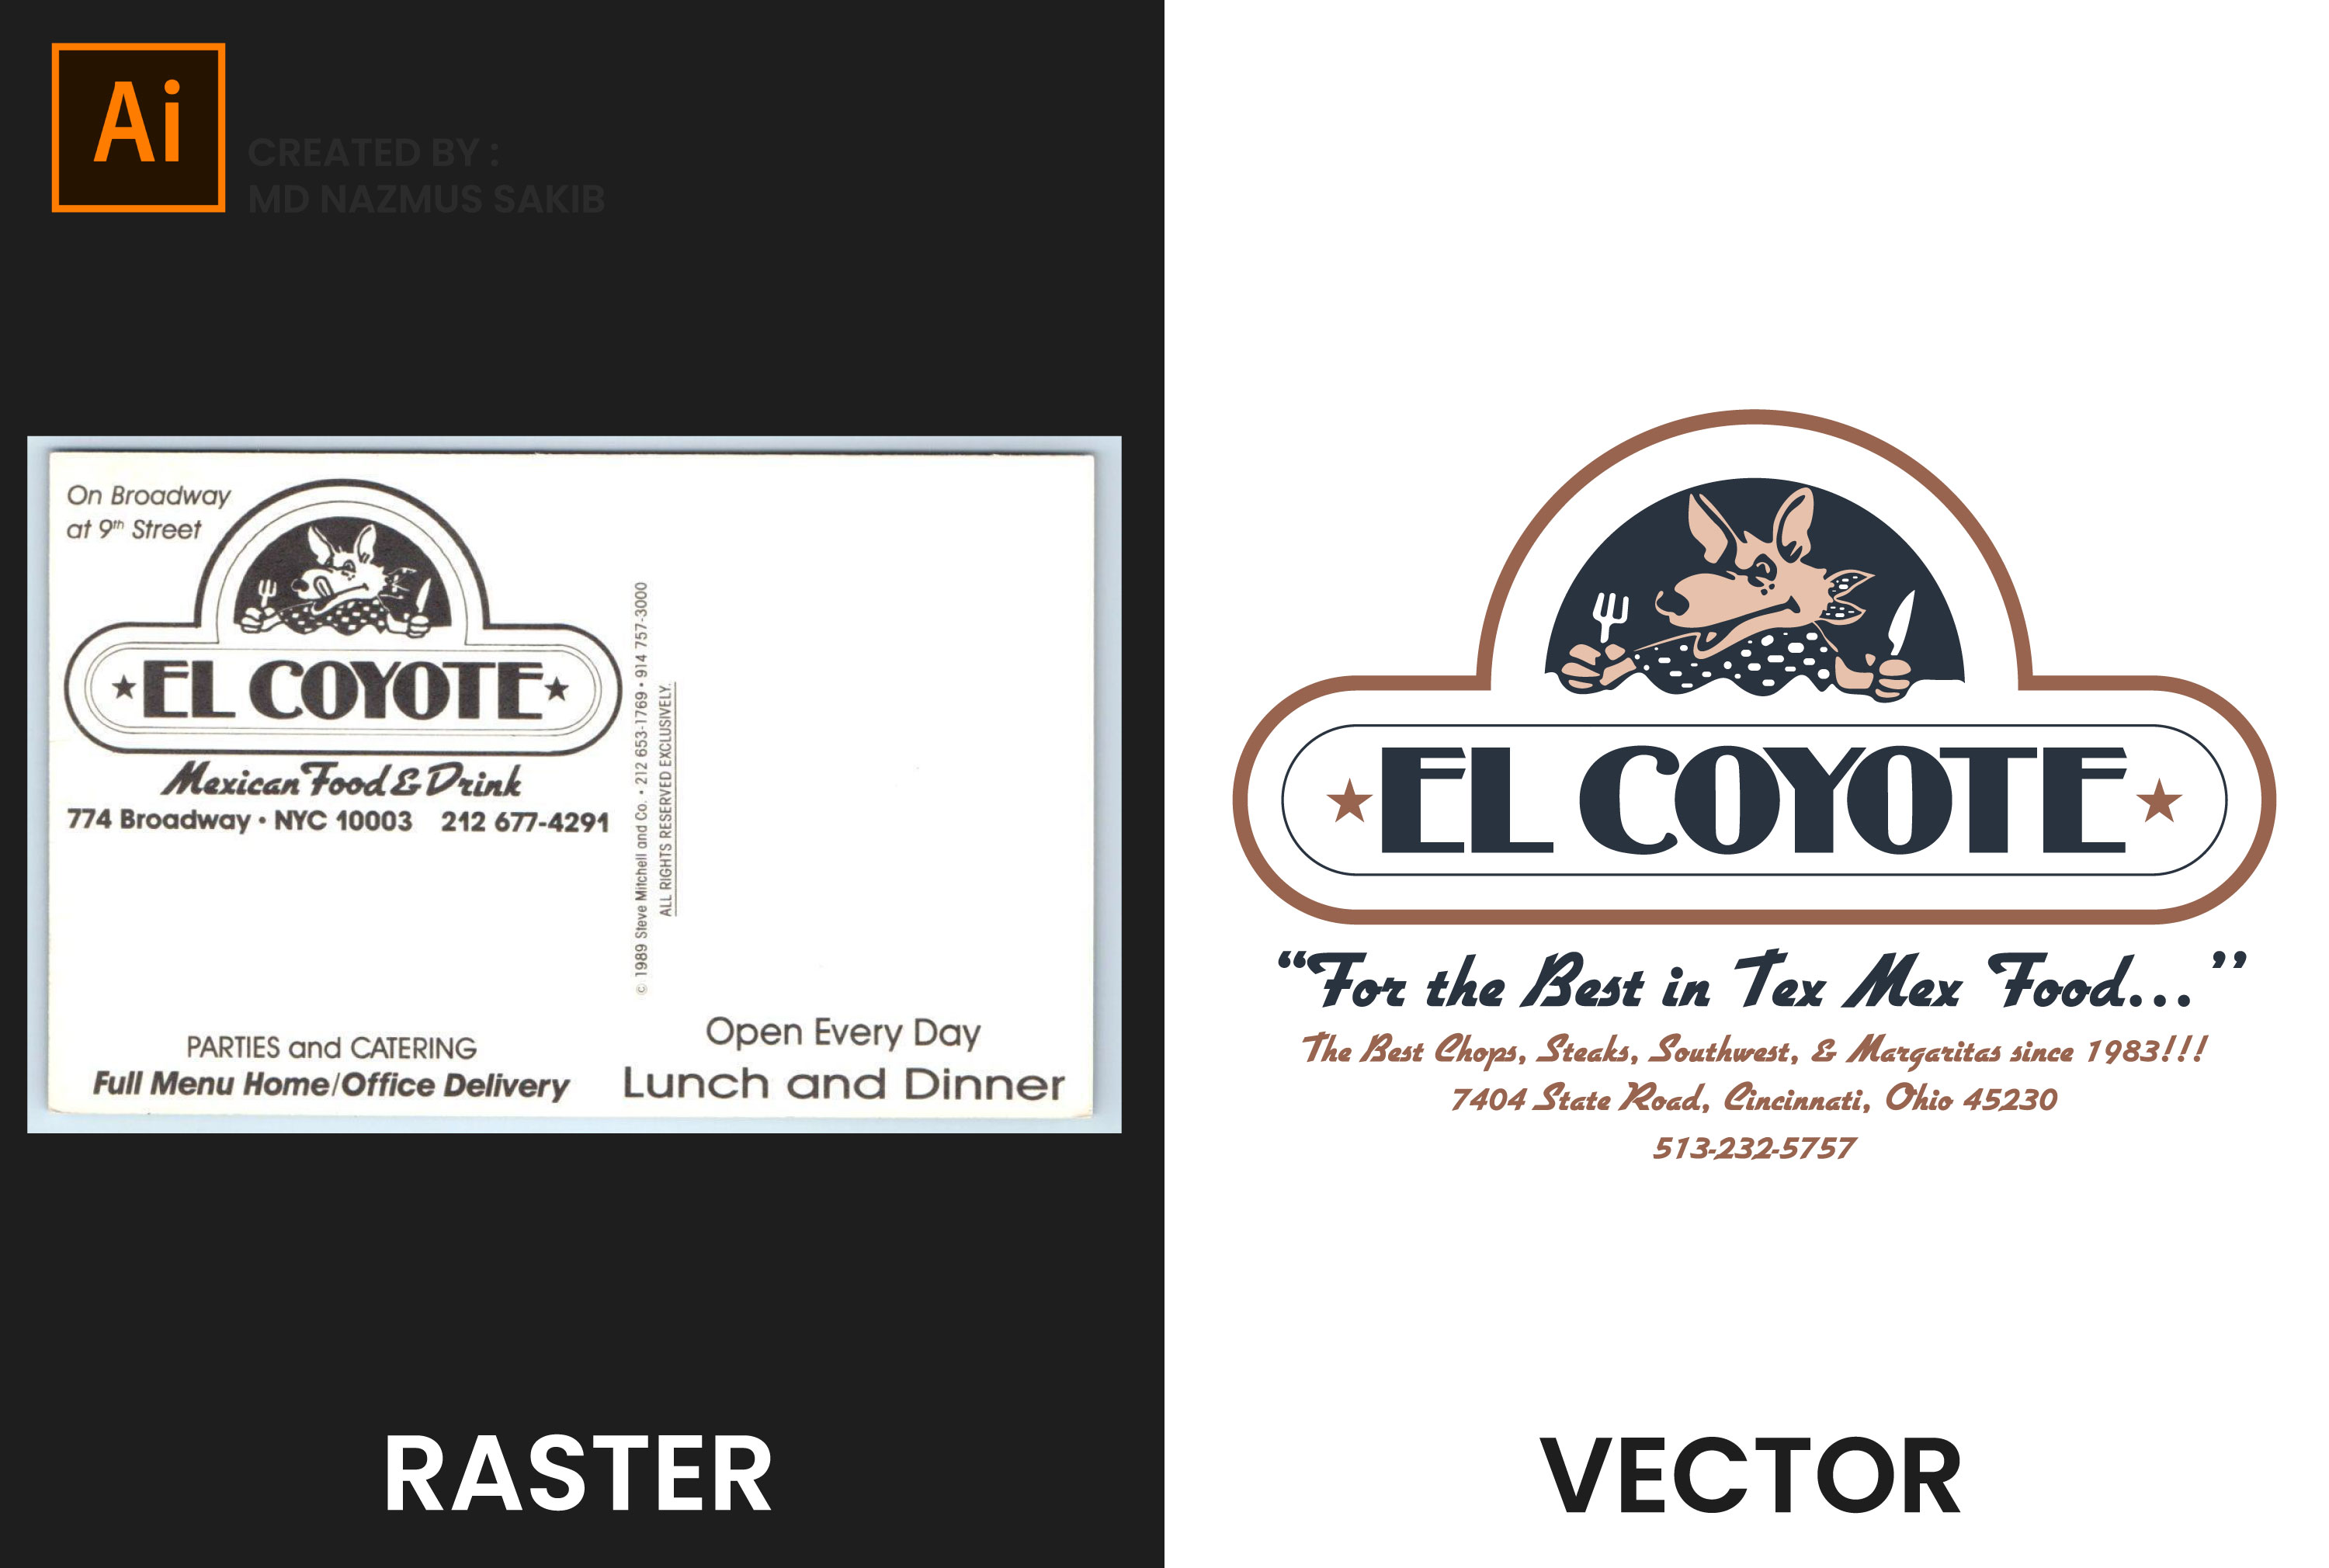 Ai
CREATED BY :
MD NAZMUS SAKIB
On Broadway
at 9th Street
★EL COYOTE★
Mexican Food & Drink
774 Broadway • NYC 10003 212 677-4291
© 1989 Steve Mitchell and Co. • 212 653-1769 • 914 757-3000
ALL RIGHTS RESERVED EXCLUSIVELY.
PARTIES and CATERING
Full Menu Home/Office Delivery
Open Every Day
Lunch and Dinner
RASTER
★ EL COYOTE ★
“For the Best in Tex Mex Food...”
The Best Chops, Steaks, Southwest, & Margaritas since 1983!!!
7404 State Road, Cincinnati, Ohio 45230
513-232-5757
VECTOR